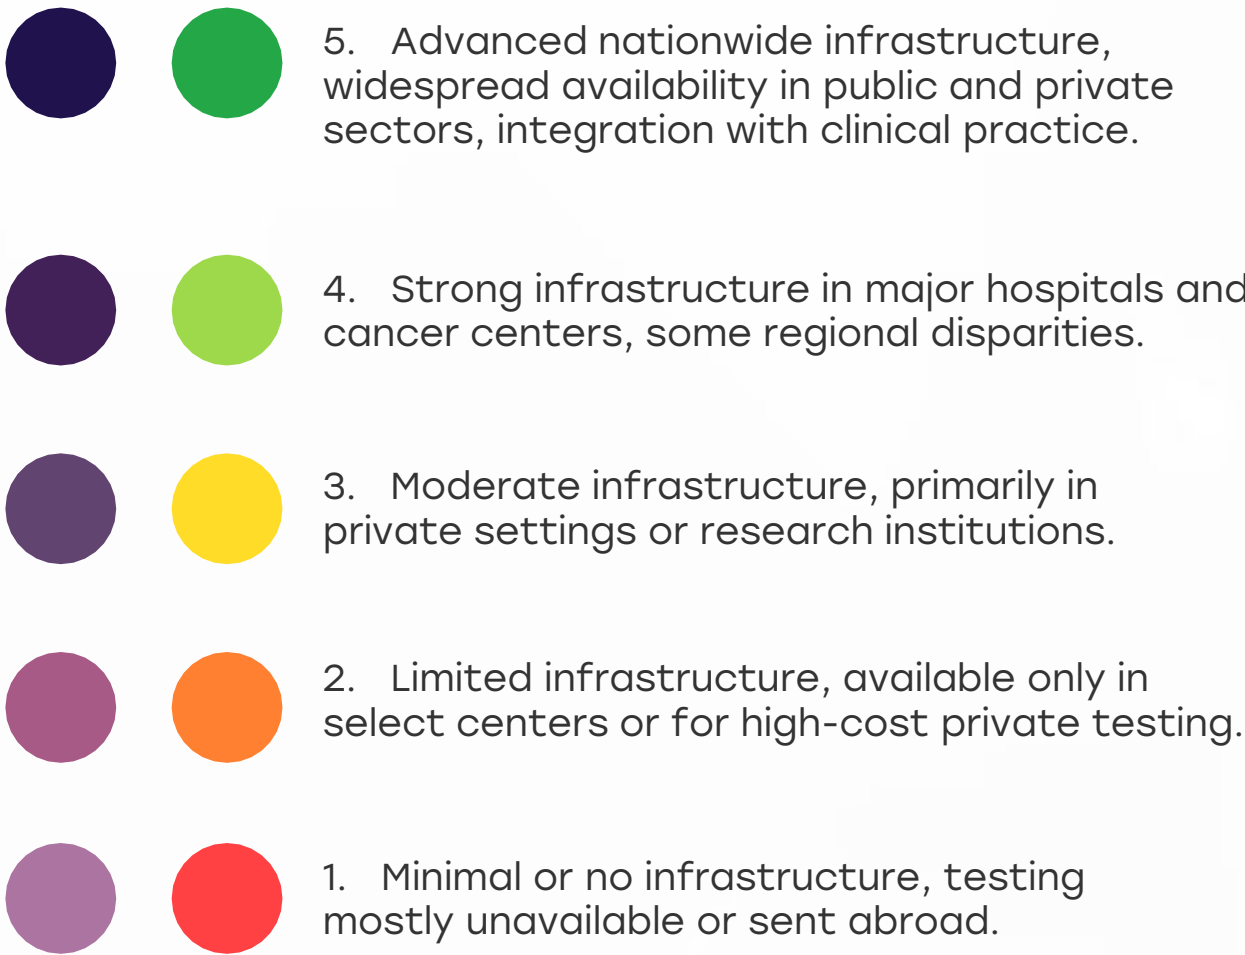 5. Advanced nationwide infrastructure,
widespread availability in public and private
sectors, integration with clinical practice.
4. Strong infrastructure in major hospitals and
cancer centers, some regional disparities.
3. Moderate infrastructure, primarily in
private settings or research institutions.
2. Limited infrastructure, available only in
select centers or for high-cost private testing.
1. Minimal or no infrastructure, testing
mostly unavailable or sent abroad.